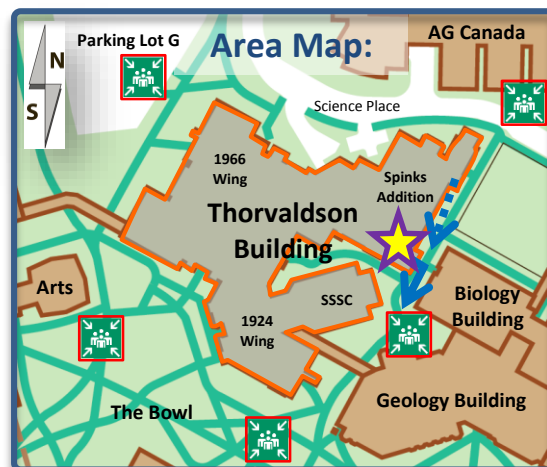 Parking Lot G
Area Map:
AG Canada
N
S
Science Place
1966
Wing
Spinks
Addition
Thorvaldson
Building
Arts
SSSC
Biology
Building
1924
Wing
The Bowl
Geology Building